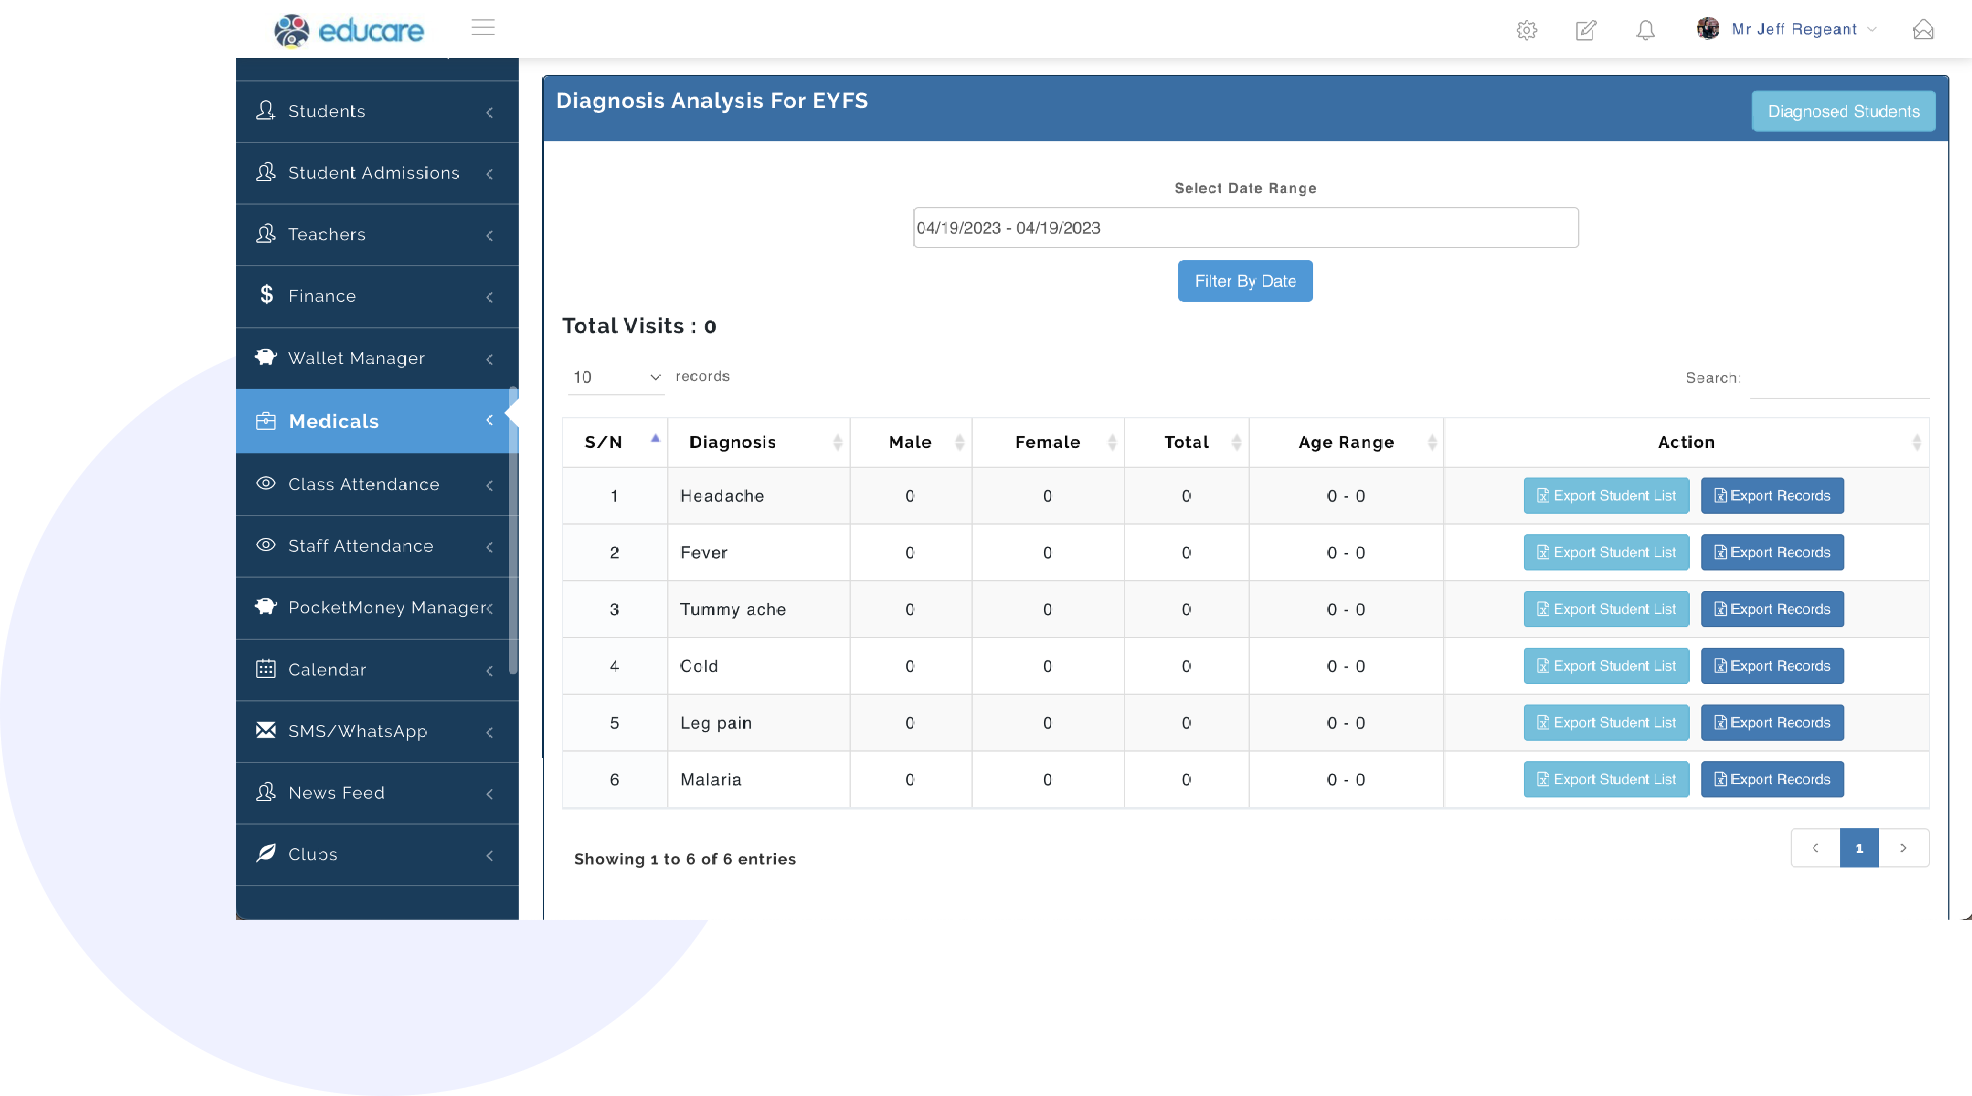 educare
Mr Jeff Regeant
Students
Student Admissions
Teachers
Finance
Wallet Manager
Medicals
Class Attendance
Staff Attendance
PocketMoney Manager
Calendar
SMS/WhatsApp
News Feed
Clubs
Diagnosis Analysis For EYFS
Diagnosed Students
Select Date Range
04/19/2023 - 04/19/2023
Filter By Date
Total Visits : 0
10 records
Search:
S/N Diagnosis Male Female Total Age Range Action
1 Headache 0 0 0 0 - 0 Export Student List Export Records
2 Fever 0 0 0 0 - 0 Export Student List Export Records
3 Tummy ache 0 0 0 0 - 0 Export Student List Export Records
4 Cold 0 0 0 0 - 0 Export Student List Export Records
5 Leg pain 0 0 0 0 - 0 Export Student List Export Records
6 Malaria 0 0 0 0 - 0 Export Student List Export Records
Showing 1 to 6 of 6 entries
1